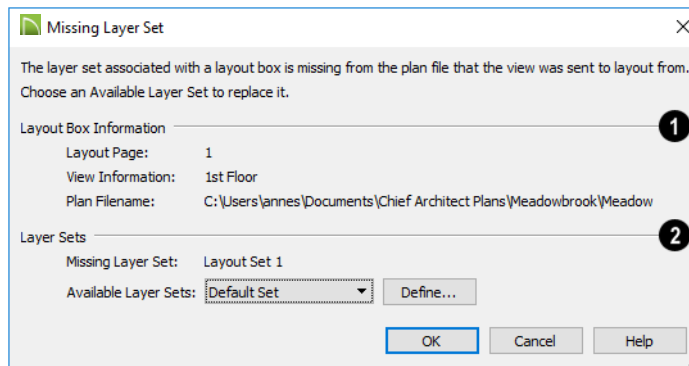 Missing Layer Set
The layer set associated with a layout box is missing from the plan file that the view was sent to layout from.
Choose an Available Layer Set to replace it.
Layout Box Information 1
Layout Page: 1
View Information: 1st Floor
Plan Filename: C:\Users\annes\Documents\Chief Architect Plans\Meadowbrook\Meadow
Layer Sets 2
Missing Layer Set: Layout Set 1
Available Layer Sets: Default Set Define...
OK Cancel Help